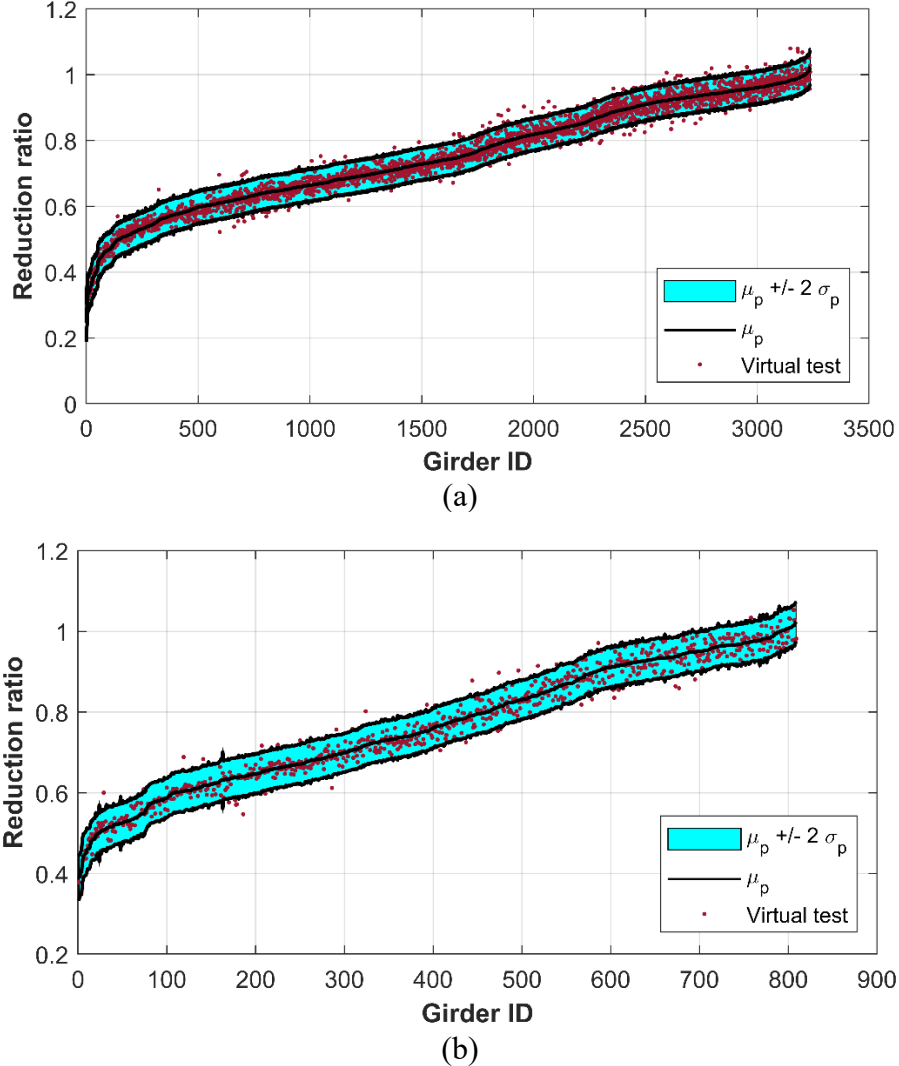 1.2
1
0.8
0.6
0.4
0.2
0
Reduction ratio
μp +/- 2 σp
μp
Virtual test
0 500 1000 1500 2000 2500 3000 3500
Girder ID
(a)
1.2
1
0.8
0.6
0.4
0.2
Reduction ratio
μp +/- 2 σp
μp
Virtual test
0 100 200 300 400 500 600 700 800 900
Girder ID
(b)